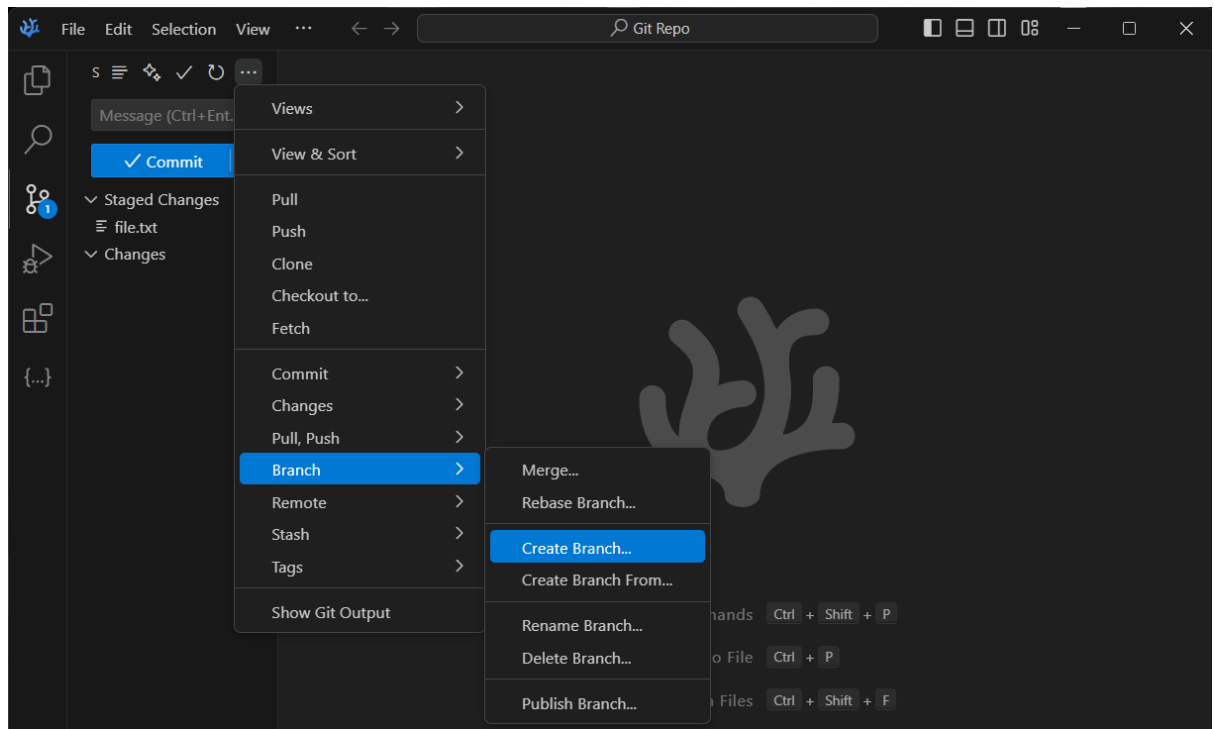 File Edit Selection View ··· Git Repo
S
Message (Ctrl+Ent.
Commit
Staged Changes
1
file.txt
Changes
{...}
Views
View & Sort
Pull
Push
Clone
Checkout to...
Fetch
Commit
Changes
Pull, Push
Branch
Remote
Stash
Tags
Show Git Output
Merge...
Rebase Branch...
Create Branch...
Create Branch From...
Rename Branch...
Delete Branch...
Publish Branch...
Ctrl + Shift + P
o File Ctrl + P
Files Ctrl + Shift + F